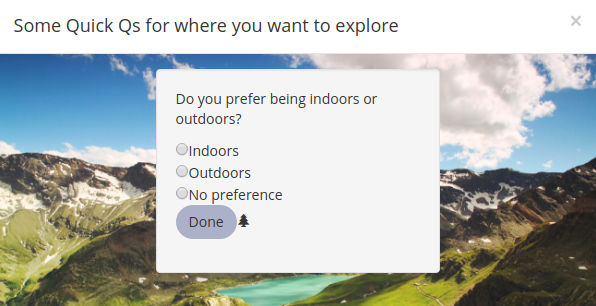 Some Quick Qs for where you want to explore
×
Do you prefer being indoors or
outdoors?
Indoors
Outdoors
No preference
Done